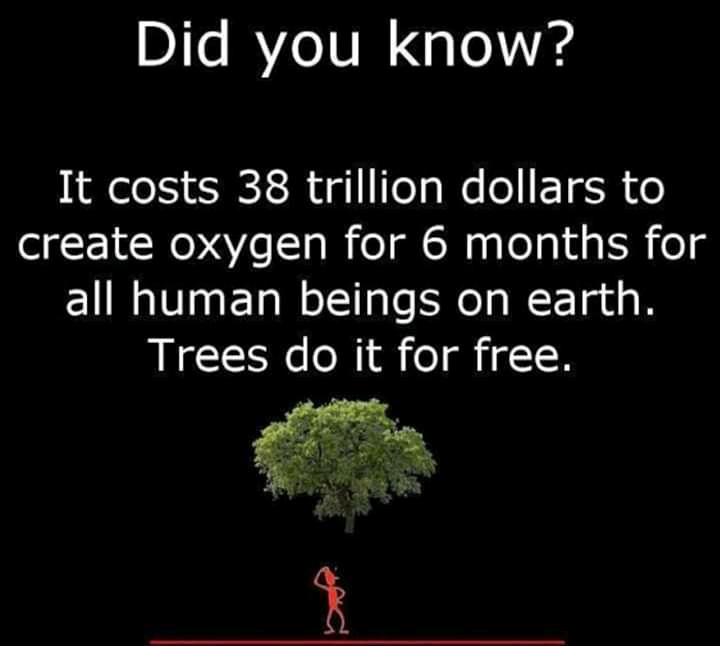 Did you know?
It costs 38 trillion dollars to
create oxygen for 6 months for
all human beings on earth.
Trees do it for free.